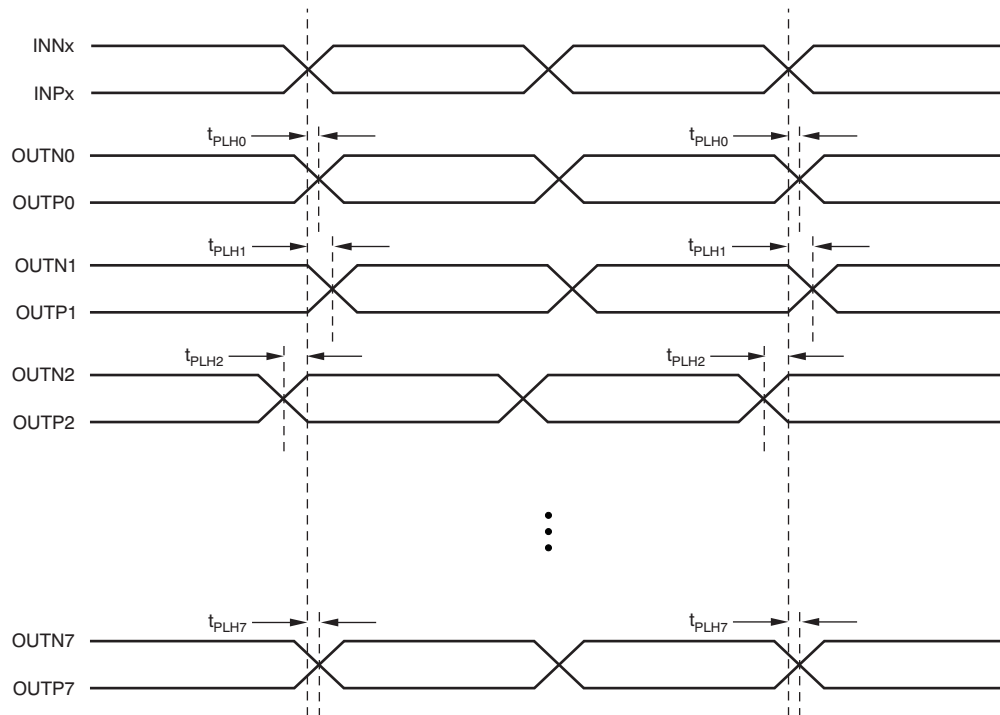 INNx
INPx
tPLH0 tPLH0
OUTN0
OUTP0
tPLH1 tPLH1
OUTN1
OUTP1
tPLH2 tPLH2
OUTN2
OUTP2
tPLH7 tPLH7
OUTN7
OUTP7